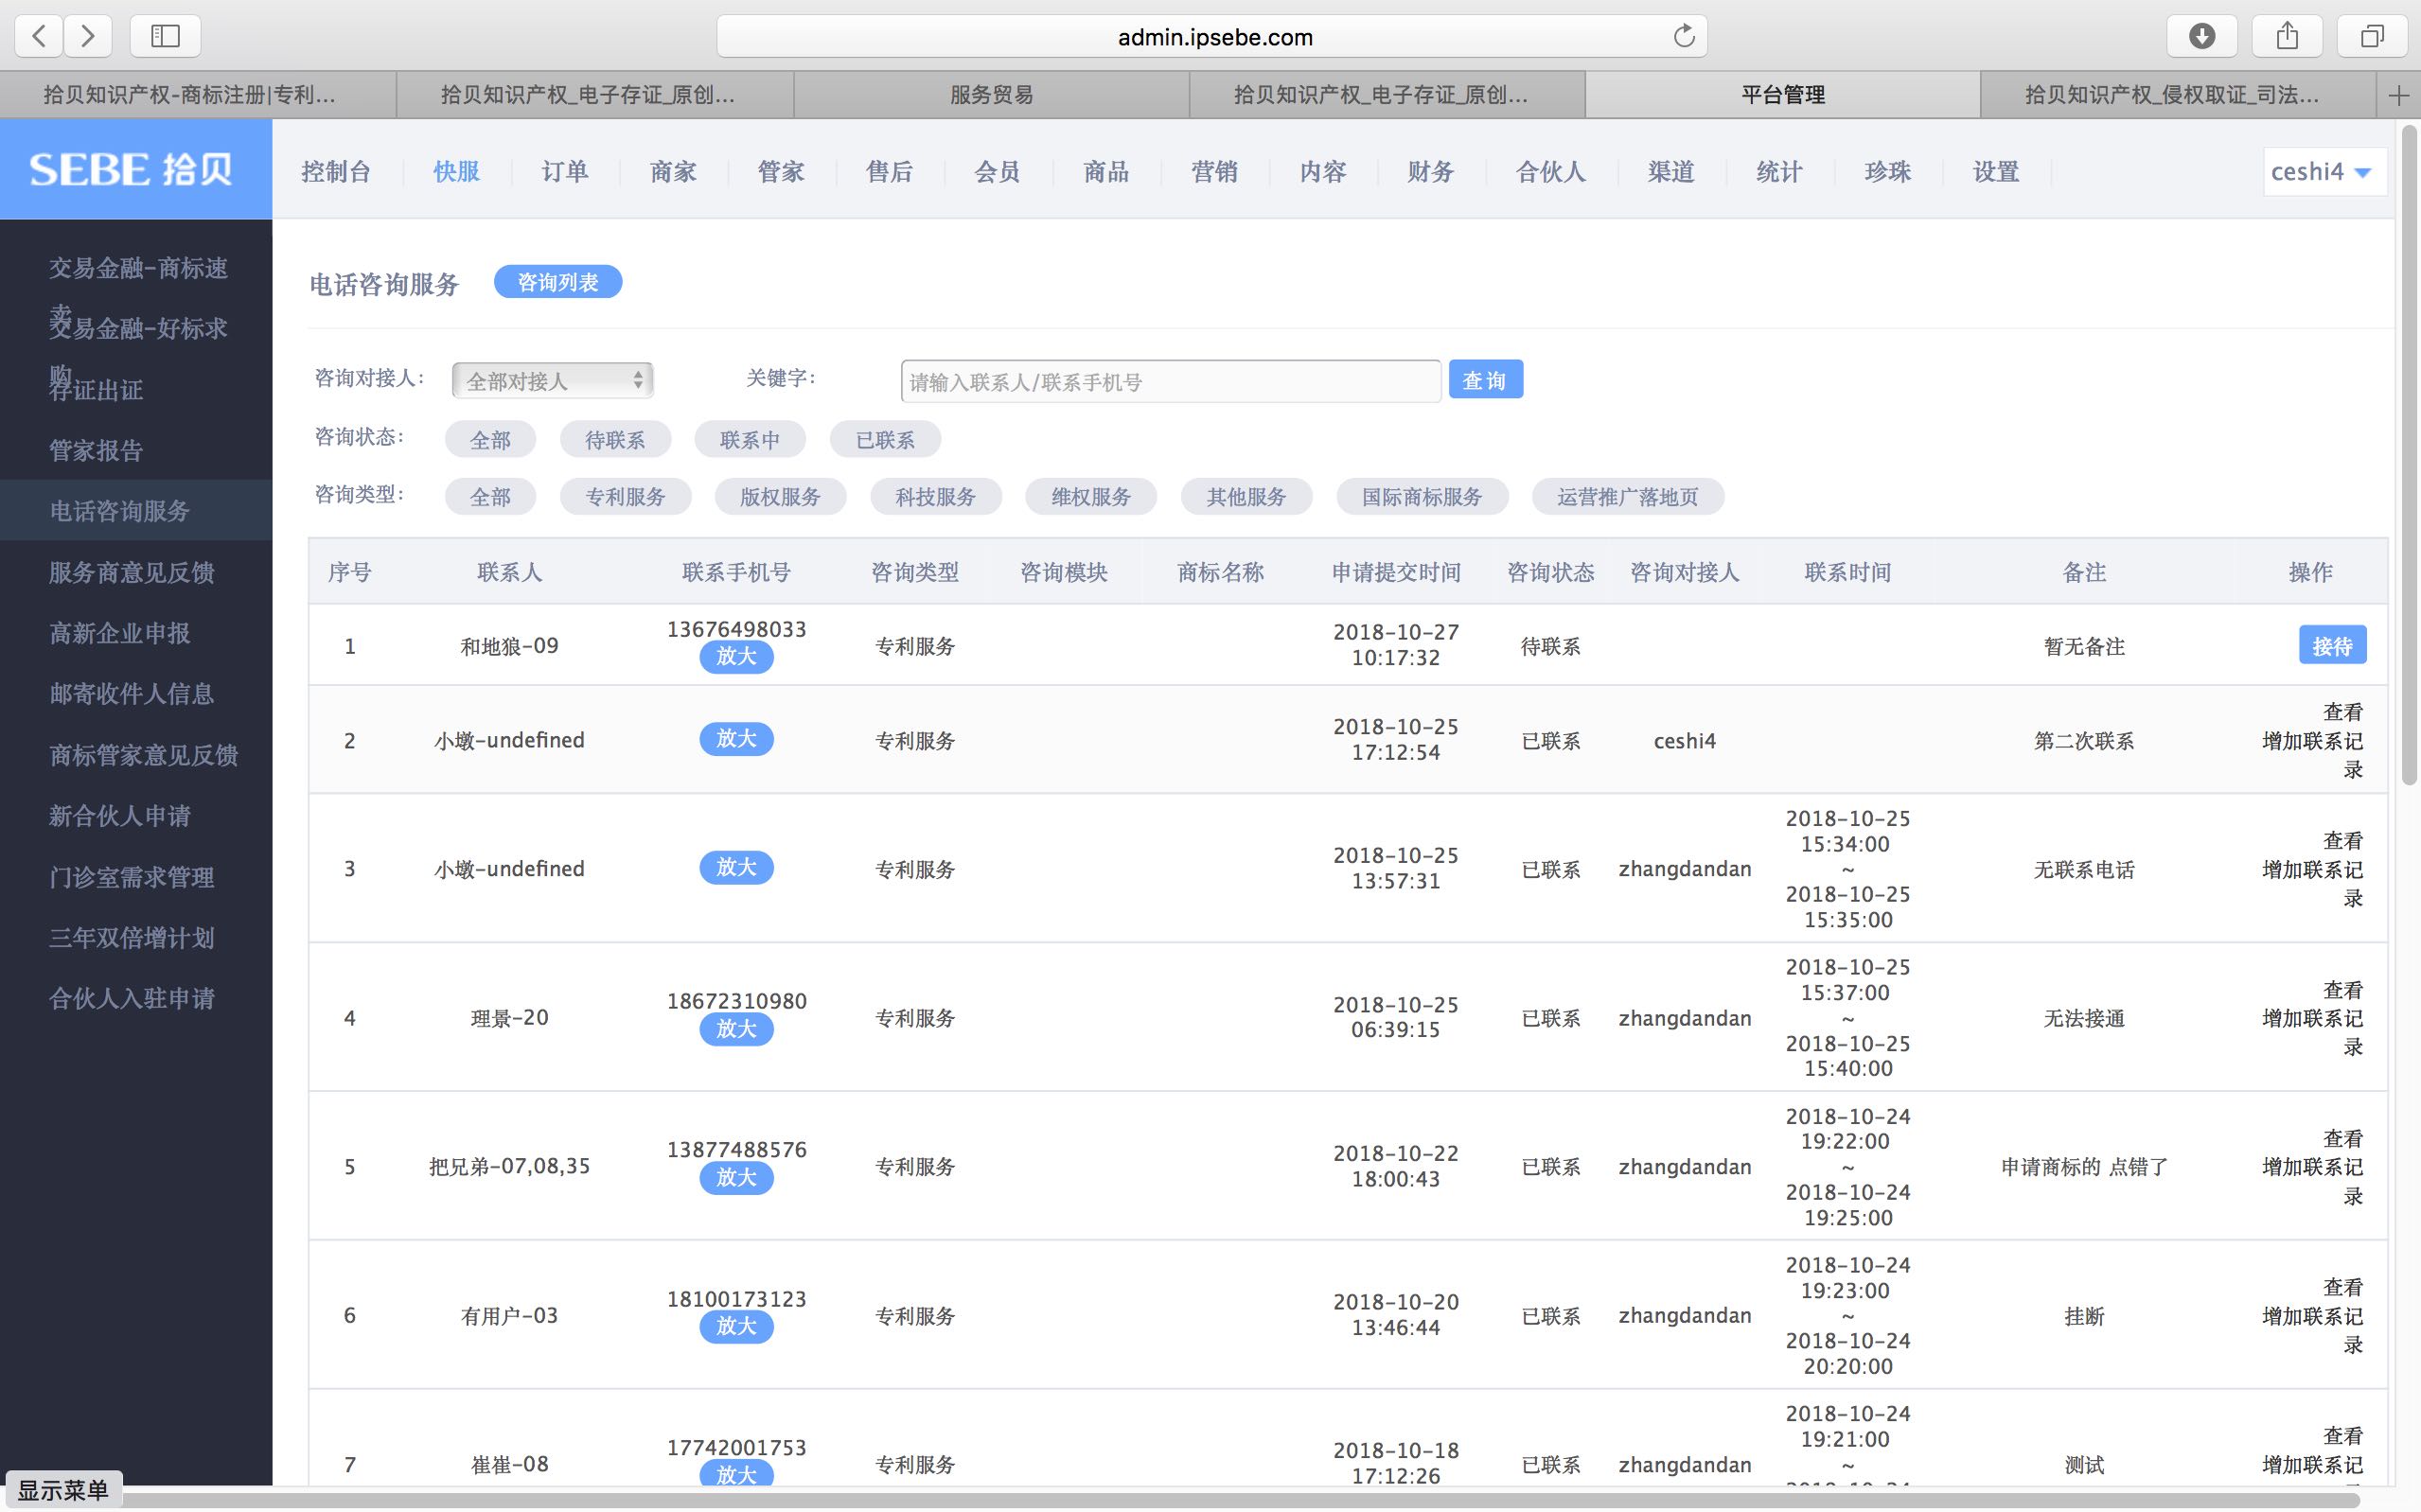 admin.ipsebe.com
拾贝知识产权-商标注册|专利...
拾贝知识产权_电子存证_原创...
服务贸易
拾贝知识产权_电子存证_原创...
平台管理
拾贝知识产权_侵权取证_司法...
SEBE 拾贝
控制台 快服 订单 商家 管家 售后 会员 商品 营销 内容 财务 合伙人 渠道 统计 珍珠 设置
ceshi4
交易金融-商标速
卖
交易金融-好标求
购
存证出证
管家报告
电话咨询服务
服务商意见反馈
高新企业申报
邮寄收件人信息
商标管家意见反馈
新合伙人申请
门诊室需求管理
三年双倍增计划
合伙人入驻申请
显示菜单
电话咨询服务 咨询列表
咨询对接人: 全部对接人 关键字: 请输入联系人/联系手机号 查询
咨询状态: 全部 待联系 联系中 已联系
咨询类型: 全部 专利服务 版权服务 科技服务 维权服务 其他服务 国际商标服务 运营推广落地页
序号 联系人 联系手机号 咨询类型 咨询模块 商标名称 申请提交时间 咨询状态 咨询对接人 联系时间 备注 操作
1 和地狼-09 13676498033 放大 专利服务 2018-10-27 10:17:32 待联系 暂无备注 接待
2 小墩-undefined 放大 专利服务 2018-10-25 17:12:54 已联系 ceshi4 第二次联系 查看 增加联系记录
3 小墩-undefined 放大 专利服务 2018-10-25 13:57:31 已联系 zhangdandan 2018-10-25 15:34:00 ~ 2018-10-25 15:35:00 无联系电话 查看 增加联系记录
4 理景-20 18672310980 放大 专利服务 2018-10-25 06:39:15 已联系 zhangdandan 2018-10-25 15:37:00 ~ 2018-10-25 15:40:00 无法接通 查看 增加联系记录
5 把兄弟-07,08,35 13877488576 放大 专利服务 2018-10-22 18:00:43 已联系 zhangdandan 2018-10-24 19:22:00 ~ 2018-10-24 19:25:00 申请商标的 点错了 查看 增加联系记录
6 有用户-03 18100173123 放大 专利服务 2018-10-20 13:46:44 已联系 zhangdandan 2018-10-24 19:23:00 ~ 2018-10-24 20:20:00 挂断 查看 增加联系记录
7 崔崔-08 17742001753 放大 专利服务 2018-10-18 17:12:26 已联系 zhangdandan 2018-10-24 19:21:00 ~ 测试 查看 增加联系记